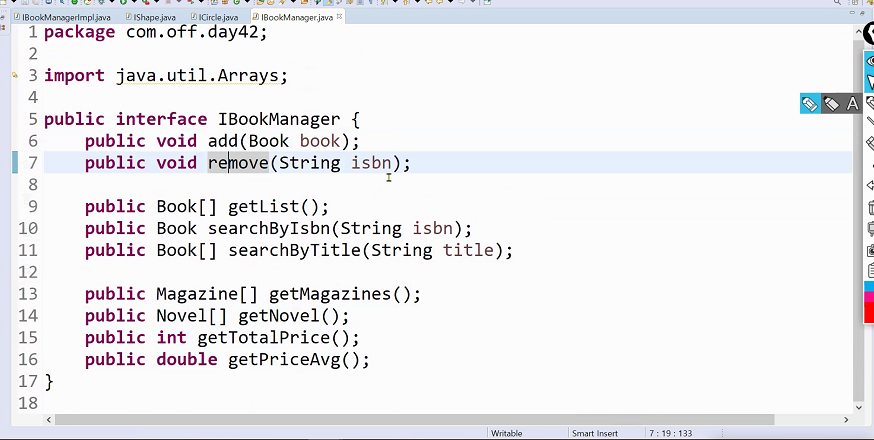 IBookManagerImpl.java IShape.java ICircle.java IBookManager.java
1 package com.off.day42;
2
3 import java.util.Arrays;
4
5 public interface IBookManager {
6 public void add(Book book);
7 public void remove(String isbn);
8
9 public Book[] getList();
10 public Book searchByIsbn(String isbn);
11 public Book[] searchByTitle(String title);
12
13 public Magazine[] getMagazines();
14 public Novel[] getNovel();
15 public int getTotalPrice();
16 public double getPriceAvg();
17 }
18
A
Writable Smart Insert 7 : 19 : 133